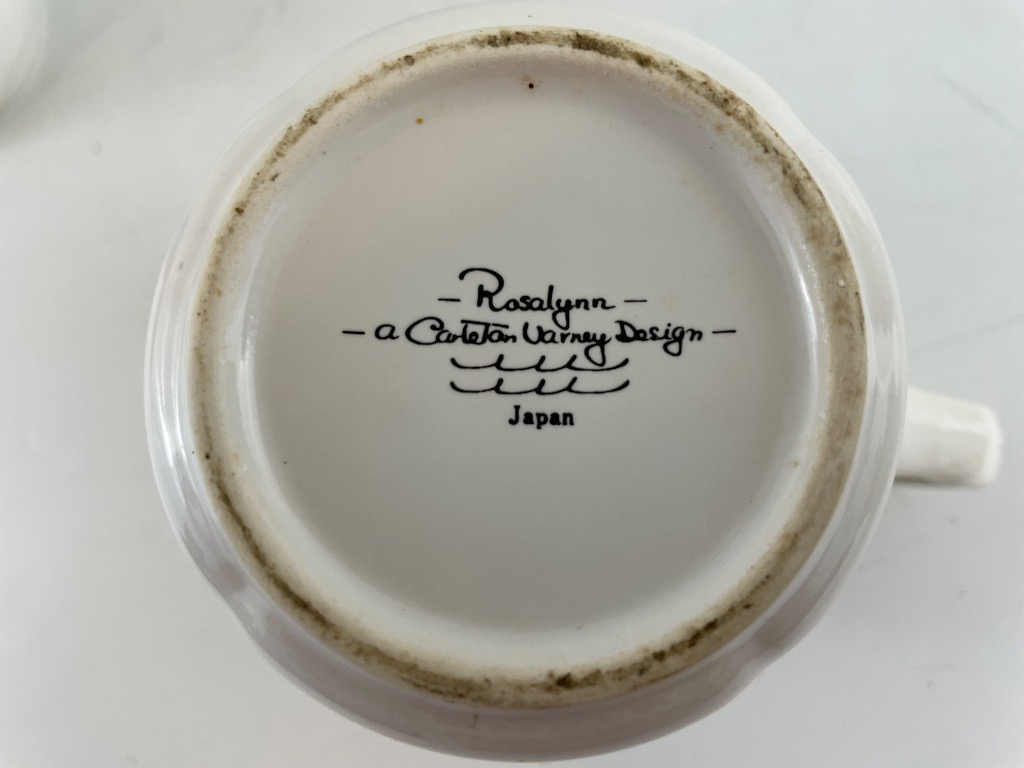 — Rosalynn —
— a Carleton Varney Design —
Japan